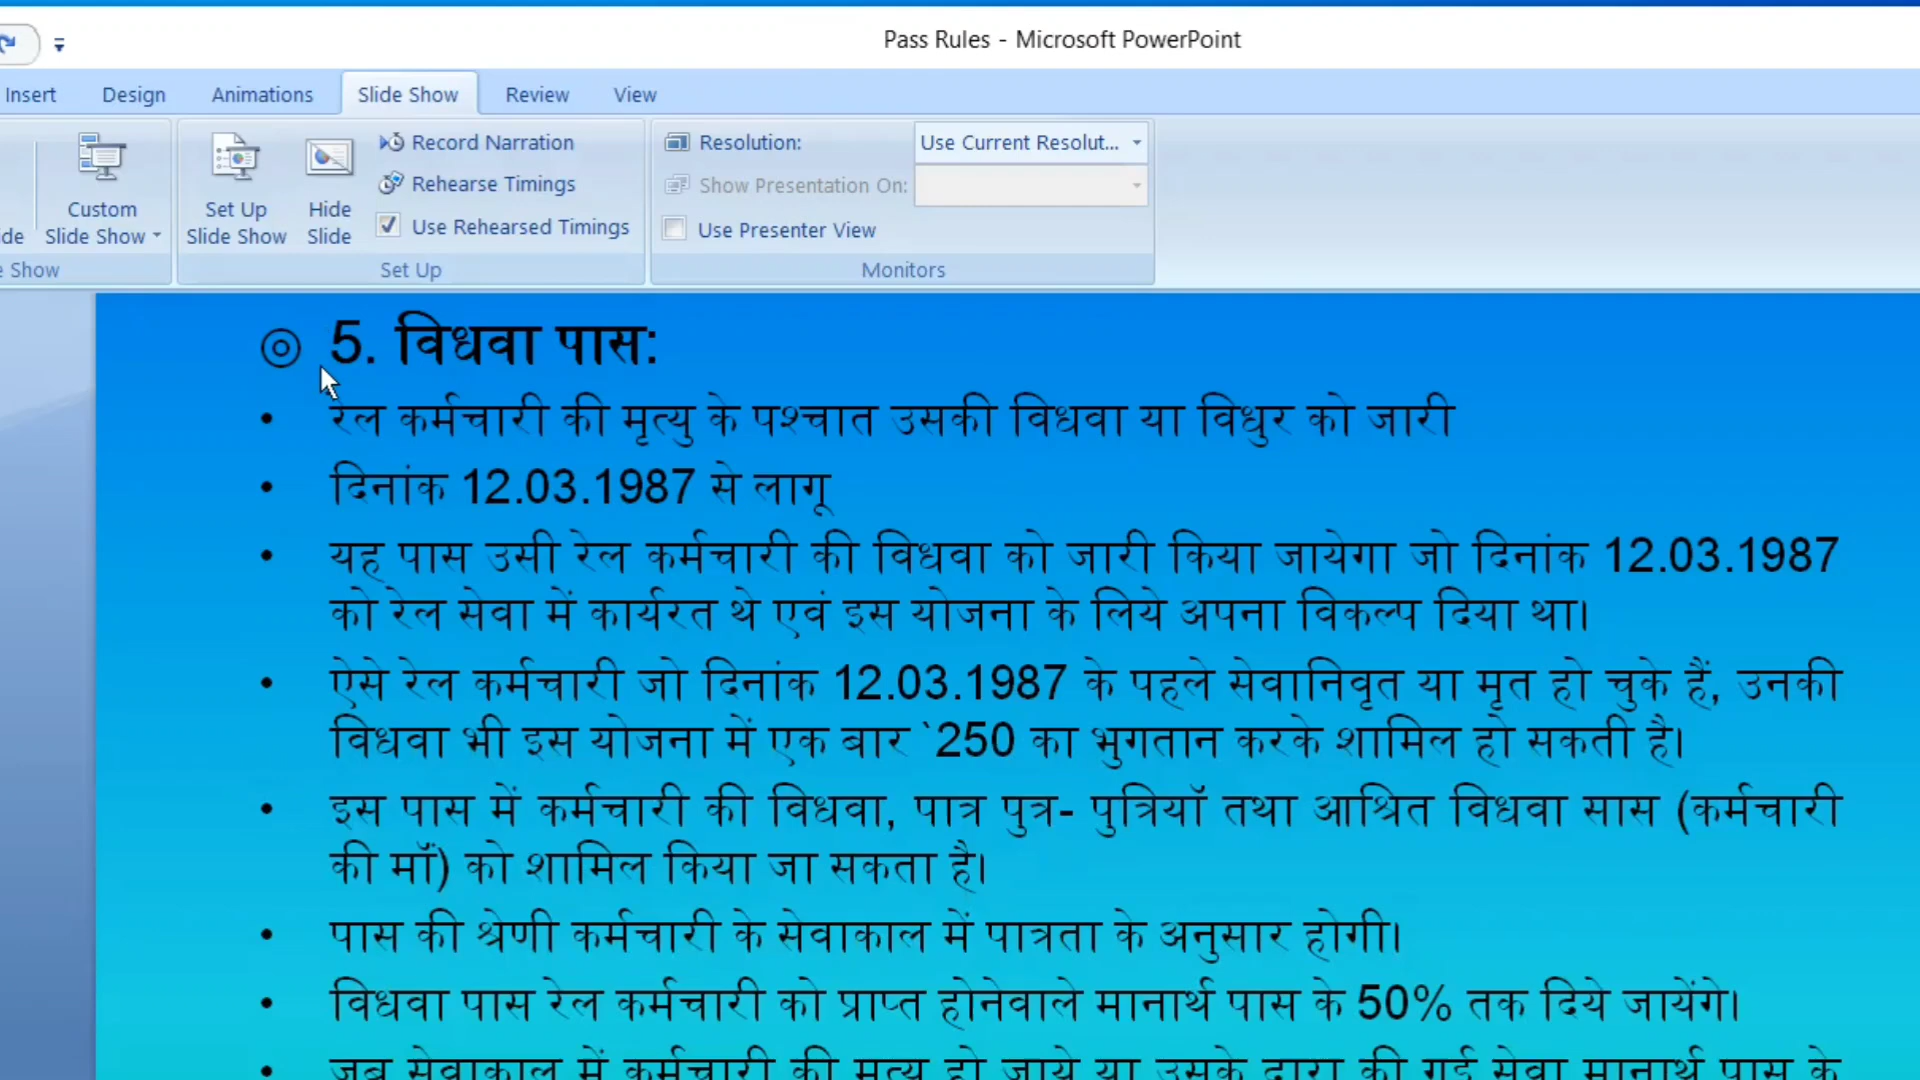 Pass Rules - Microsoft PowerPoint
Insert Design Animations Slide Show Review View
Custom Slide Show
Set Up Slide Show
Hide Slide
Record Narration
Rehearse Timings
Use Rehearsed Timings
Set Up
Resolution: Use Current Resolut...
Show Presentation On:
Use Presenter View
Monitors
5. विधवा पास:
• रेल कर्मचारी की मृत्यु के पश्चात उसकी विधवा या विधुर को जारी
• दिनांक 12.03.1987 से लागू
• यह पास उसी रेल कर्मचारी की विधवा को जारी किया जायेगा जो दिनांक 12.03.1987
को रेल सेवा में कार्यरत थे एवं इस योजना के लिये अपना विकल्प दिया था।
• ऐसे रेल कर्मचारी जो दिनांक 12.03.1987 के पहले सेवानिवृत या मृत हो चुके हैं, उनकी
विधवा भी इस योजना में एक बार `250 का भुगतान करके शामिल हो सकती है।
• इस पास में कर्मचारी की विधवा, पात्र पुत्र- पुत्रियॉ तथा आश्रित विधवा सास (कर्मचारी
की मॉं) को शामिल किया जा सकता है।
• पास की श्रेणी कर्मचारी के सेवाकाल में पात्रता के अनुसार होगी।
• विधवा पास रेल कर्मचारी को प्राप्त होनेवाले मानार्थ पास के 50% तक दिये जायेंगे।
• जब सेवाकाल में कर्मचारी की मृत्यु हो जाये या उसके द्वारा की गई सेवा मानार्थ पास के